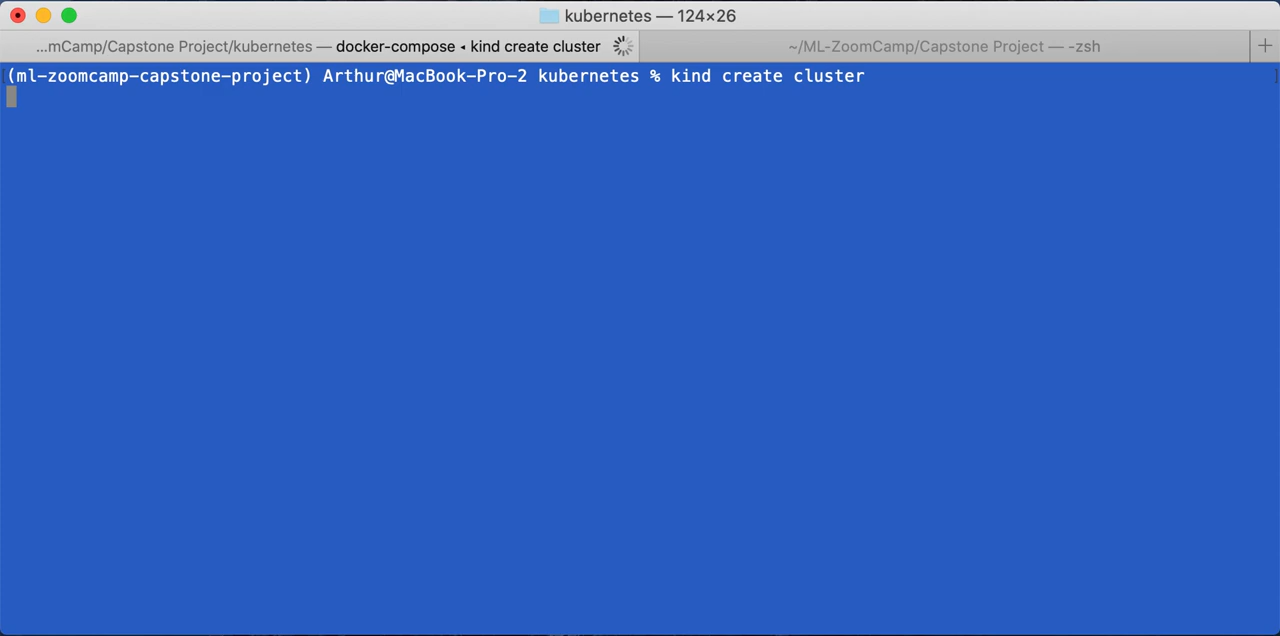 kubernetes — 124×26
...mCamp/Capstone Project/kubernetes — docker-compose ◂ kind create cluster
~/ML-ZoomCamp/Capstone Project — -zsh
(ml-zoomcamp-capstone-project) Arthur@MacBook-Pro-2 kubernetes % kind create cluster